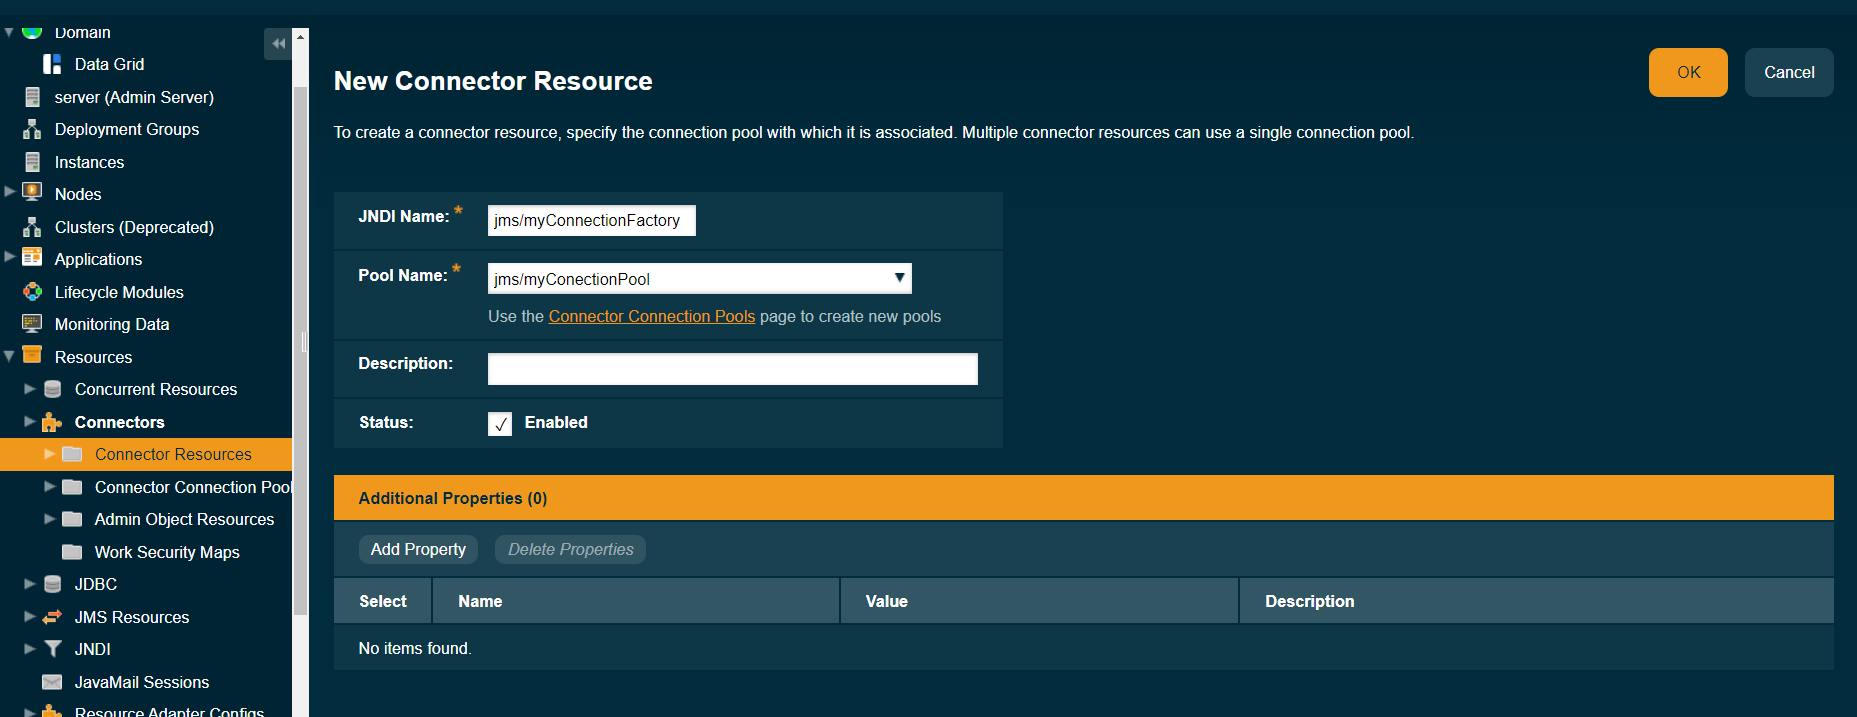 Domain
Data Grid
server (Admin Server)
Deployment Groups
Instances
Nodes
Clusters (Deprecated)
Applications
Lifecycle Modules
Monitoring Data
Resources
Concurrent Resources
Connectors
Connector Resources
Connector Connection Pool
Admin Object Resources
Work Security Maps
JDBC
JMS Resources
JNDI
JavaMail Sessions
Resource Adapter Configs
New Connector Resource
OK
Cancel
To create a connector resource, specify the connection pool with which it is associated. Multiple connector resources can use a single connection pool.
JNDI Name: * jms/myConnectionFactory
Pool Name: * jms/myConectionPool
Use the Connector Connection Pools page to create new pools
Description:
Status: Enabled
Additional Properties (0)
Add Property Delete Properties
Select Name Value Description
No items found.